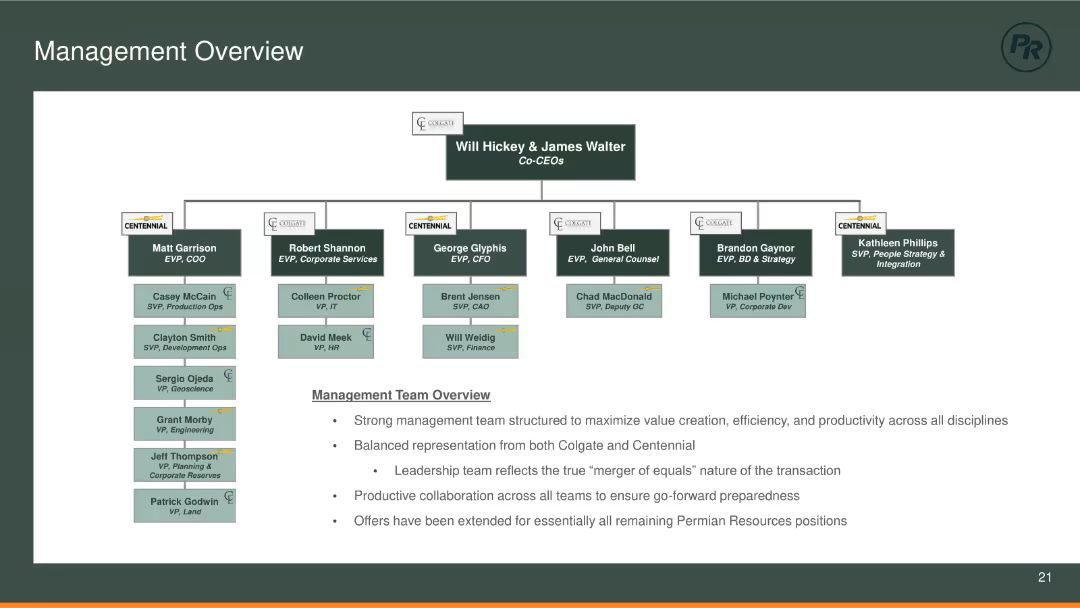 Management Overview
PR
COLGATE
Will Hickey & James Walter
Co-CEOs
CENTENNIAL
COLGATE
CENTENNIAL
COLGATE
COLGATE
CENTENNIAL
Matt Garrison
EVP, COO
Robert Shannon
EVP, Corporate Services
George Glyphis
EVP, CFO
John Bell
EVP, General Counsel
Brandon Gaynor
EVP, BD & Strategy
Kathleen Phillips
SVP, People Strategy &
Integration
Casey McCain
SVP, Production Ops
Clayton Smith
SVP, Development Ops
Sergio Ojeda
VP, Geoscience
Grant Morby
VP, Engineering
Jeff Thompson
VP, Planning &
Corporate Reserves
Patrick Godwin
VP, Land
Colleen Proctor
VP, IT
David Meek
VP, HR
Brent Jensen
SVP, CAO
Will Weidig
SVP, Finance
Chad MacDonald
SVP, Deputy GC
Michael Poynter
VP, Corporate Dev
Management Team Overview
• Strong management team structured to maximize value creation, efficiency, and productivity across all disciplines
• Balanced representation from both Colgate and Centennial
• Leadership team reflects the true “merger of equals” nature of the transaction
• Productive collaboration across all teams to ensure go-forward preparedness
• Offers have been extended for essentially all remaining Permian Resources positions
21